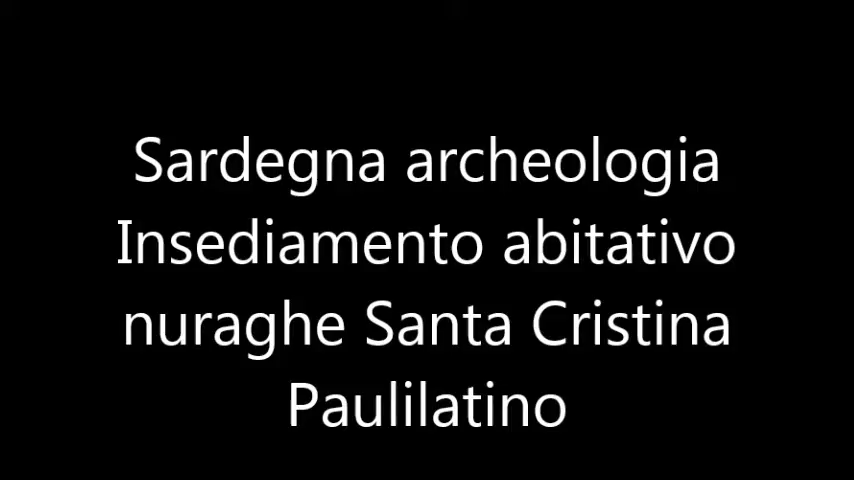 Sardegna archeologia
Insediamento abitativo
nuraghe Santa Cristina
Paulilatino